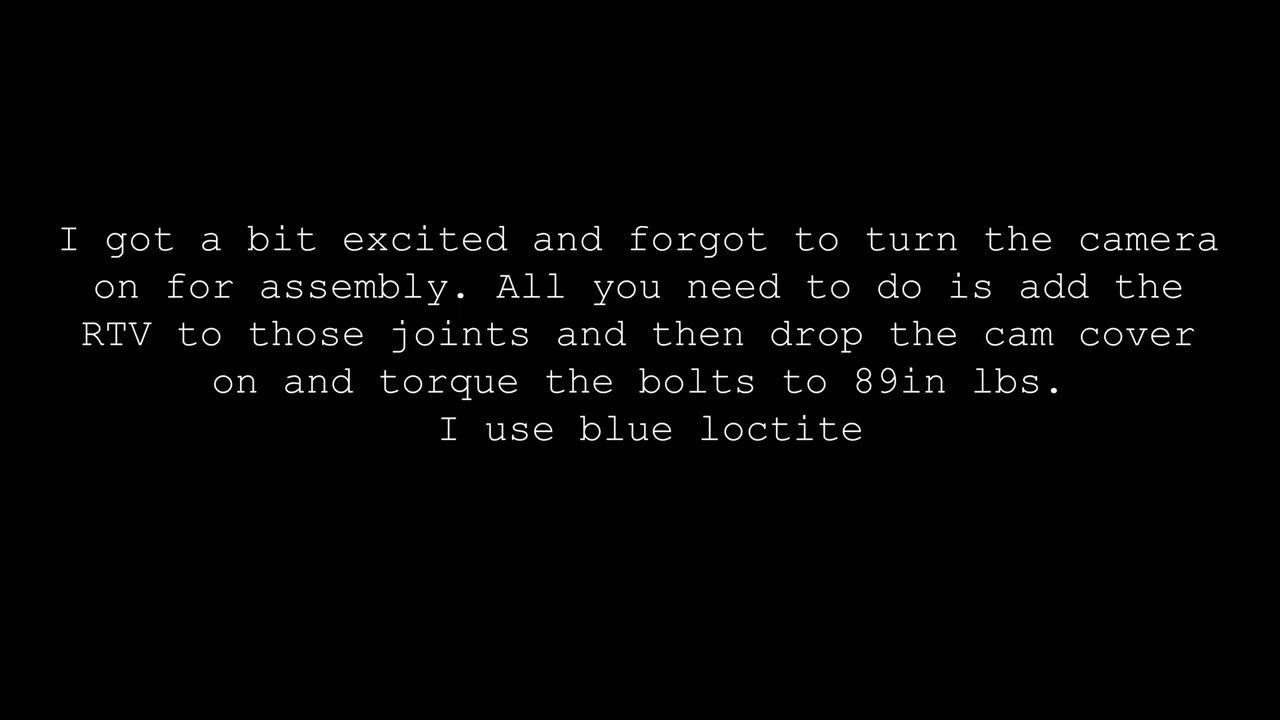 I got a bit excited and forgot to turn the camera
on for assembly. All you need to do is add the
RTV to those joints and then drop the cam cover
on and torque the bolts to 89in lbs.
I use blue loctite